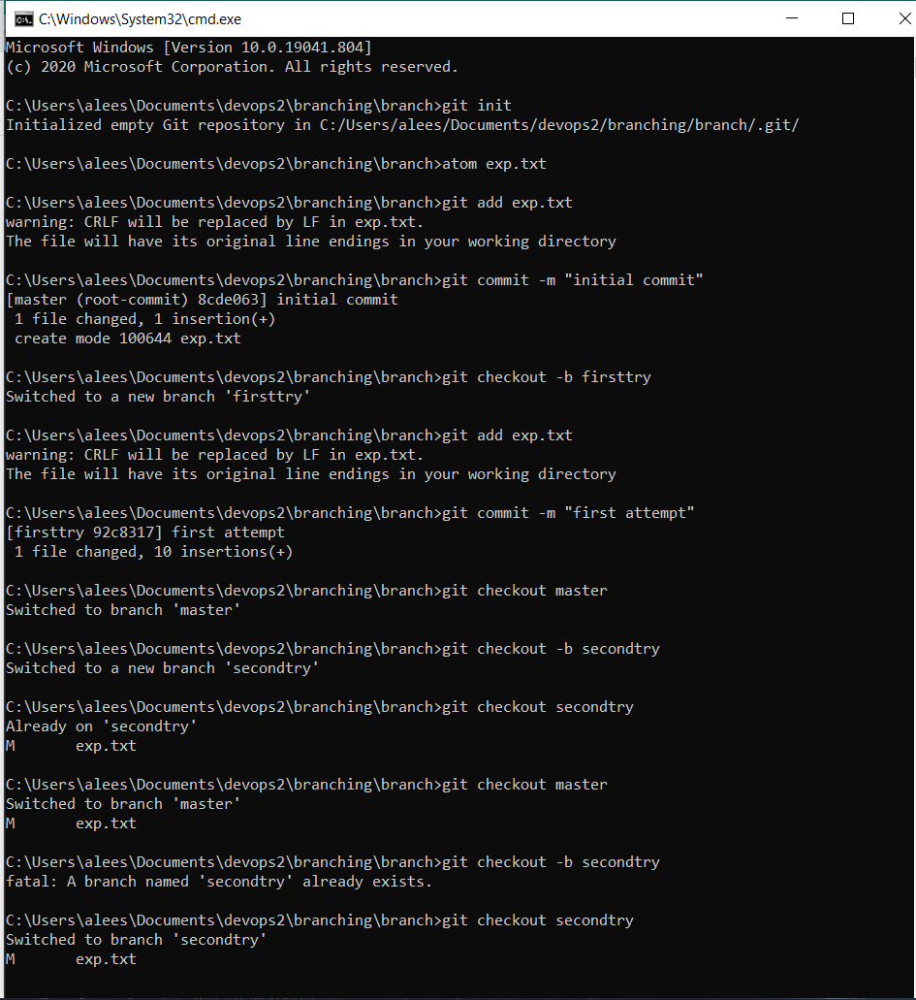 C:\Windows\System32\cmd.exe
Microsoft Windows [Version 10.0.19041.804]
(c) 2020 Microsoft Corporation. All rights reserved.
C:\Users\alees\Documents\devops2\branching\branch>git init
Initialized empty Git repository in C:/Users/alees/Documents/devops2/branching/branch/.git/
C:\Users\alees\Documents\devops2\branching\branch>atom exp.txt
C:\Users\alees\Documents\devops2\branching\branch>git add exp.txt
warning: CRLF will be replaced by LF in exp.txt.
The file will have its original line endings in your working directory
C:\Users\alees\Documents\devops2\branching\branch>git commit -m "initial commit"
[master (root-commit) 8cde063] initial commit
 1 file changed, 1 insertion(+)
 create mode 100644 exp.txt
C:\Users\alees\Documents\devops2\branching\branch>git checkout -b firsttry
Switched to a new branch 'firsttry'
C:\Users\alees\Documents\devops2\branching\branch>git add exp.txt
warning: CRLF will be replaced by LF in exp.txt.
The file will have its original line endings in your working directory
C:\Users\alees\Documents\devops2\branching\branch>git commit -m "first attempt"
[firsttry 92c8317] first attempt
 1 file changed, 10 insertions(+)
C:\Users\alees\Documents\devops2\branching\branch>git checkout master
Switched to branch 'master'
C:\Users\alees\Documents\devops2\branching\branch>git checkout -b secondtry
Switched to a new branch 'secondtry'
C:\Users\alees\Documents\devops2\branching\branch>git checkout secondtry
Already on 'secondtry'
M       exp.txt
C:\Users\alees\Documents\devops2\branching\branch>git checkout master
Switched to branch 'master'
M       exp.txt
C:\Users\alees\Documents\devops2\branching\branch>git checkout -b secondtry
fatal: A branch named 'secondtry' already exists.
C:\Users\alees\Documents\devops2\branching\branch>git checkout secondtry
Switched to branch 'secondtry'
M       exp.txt